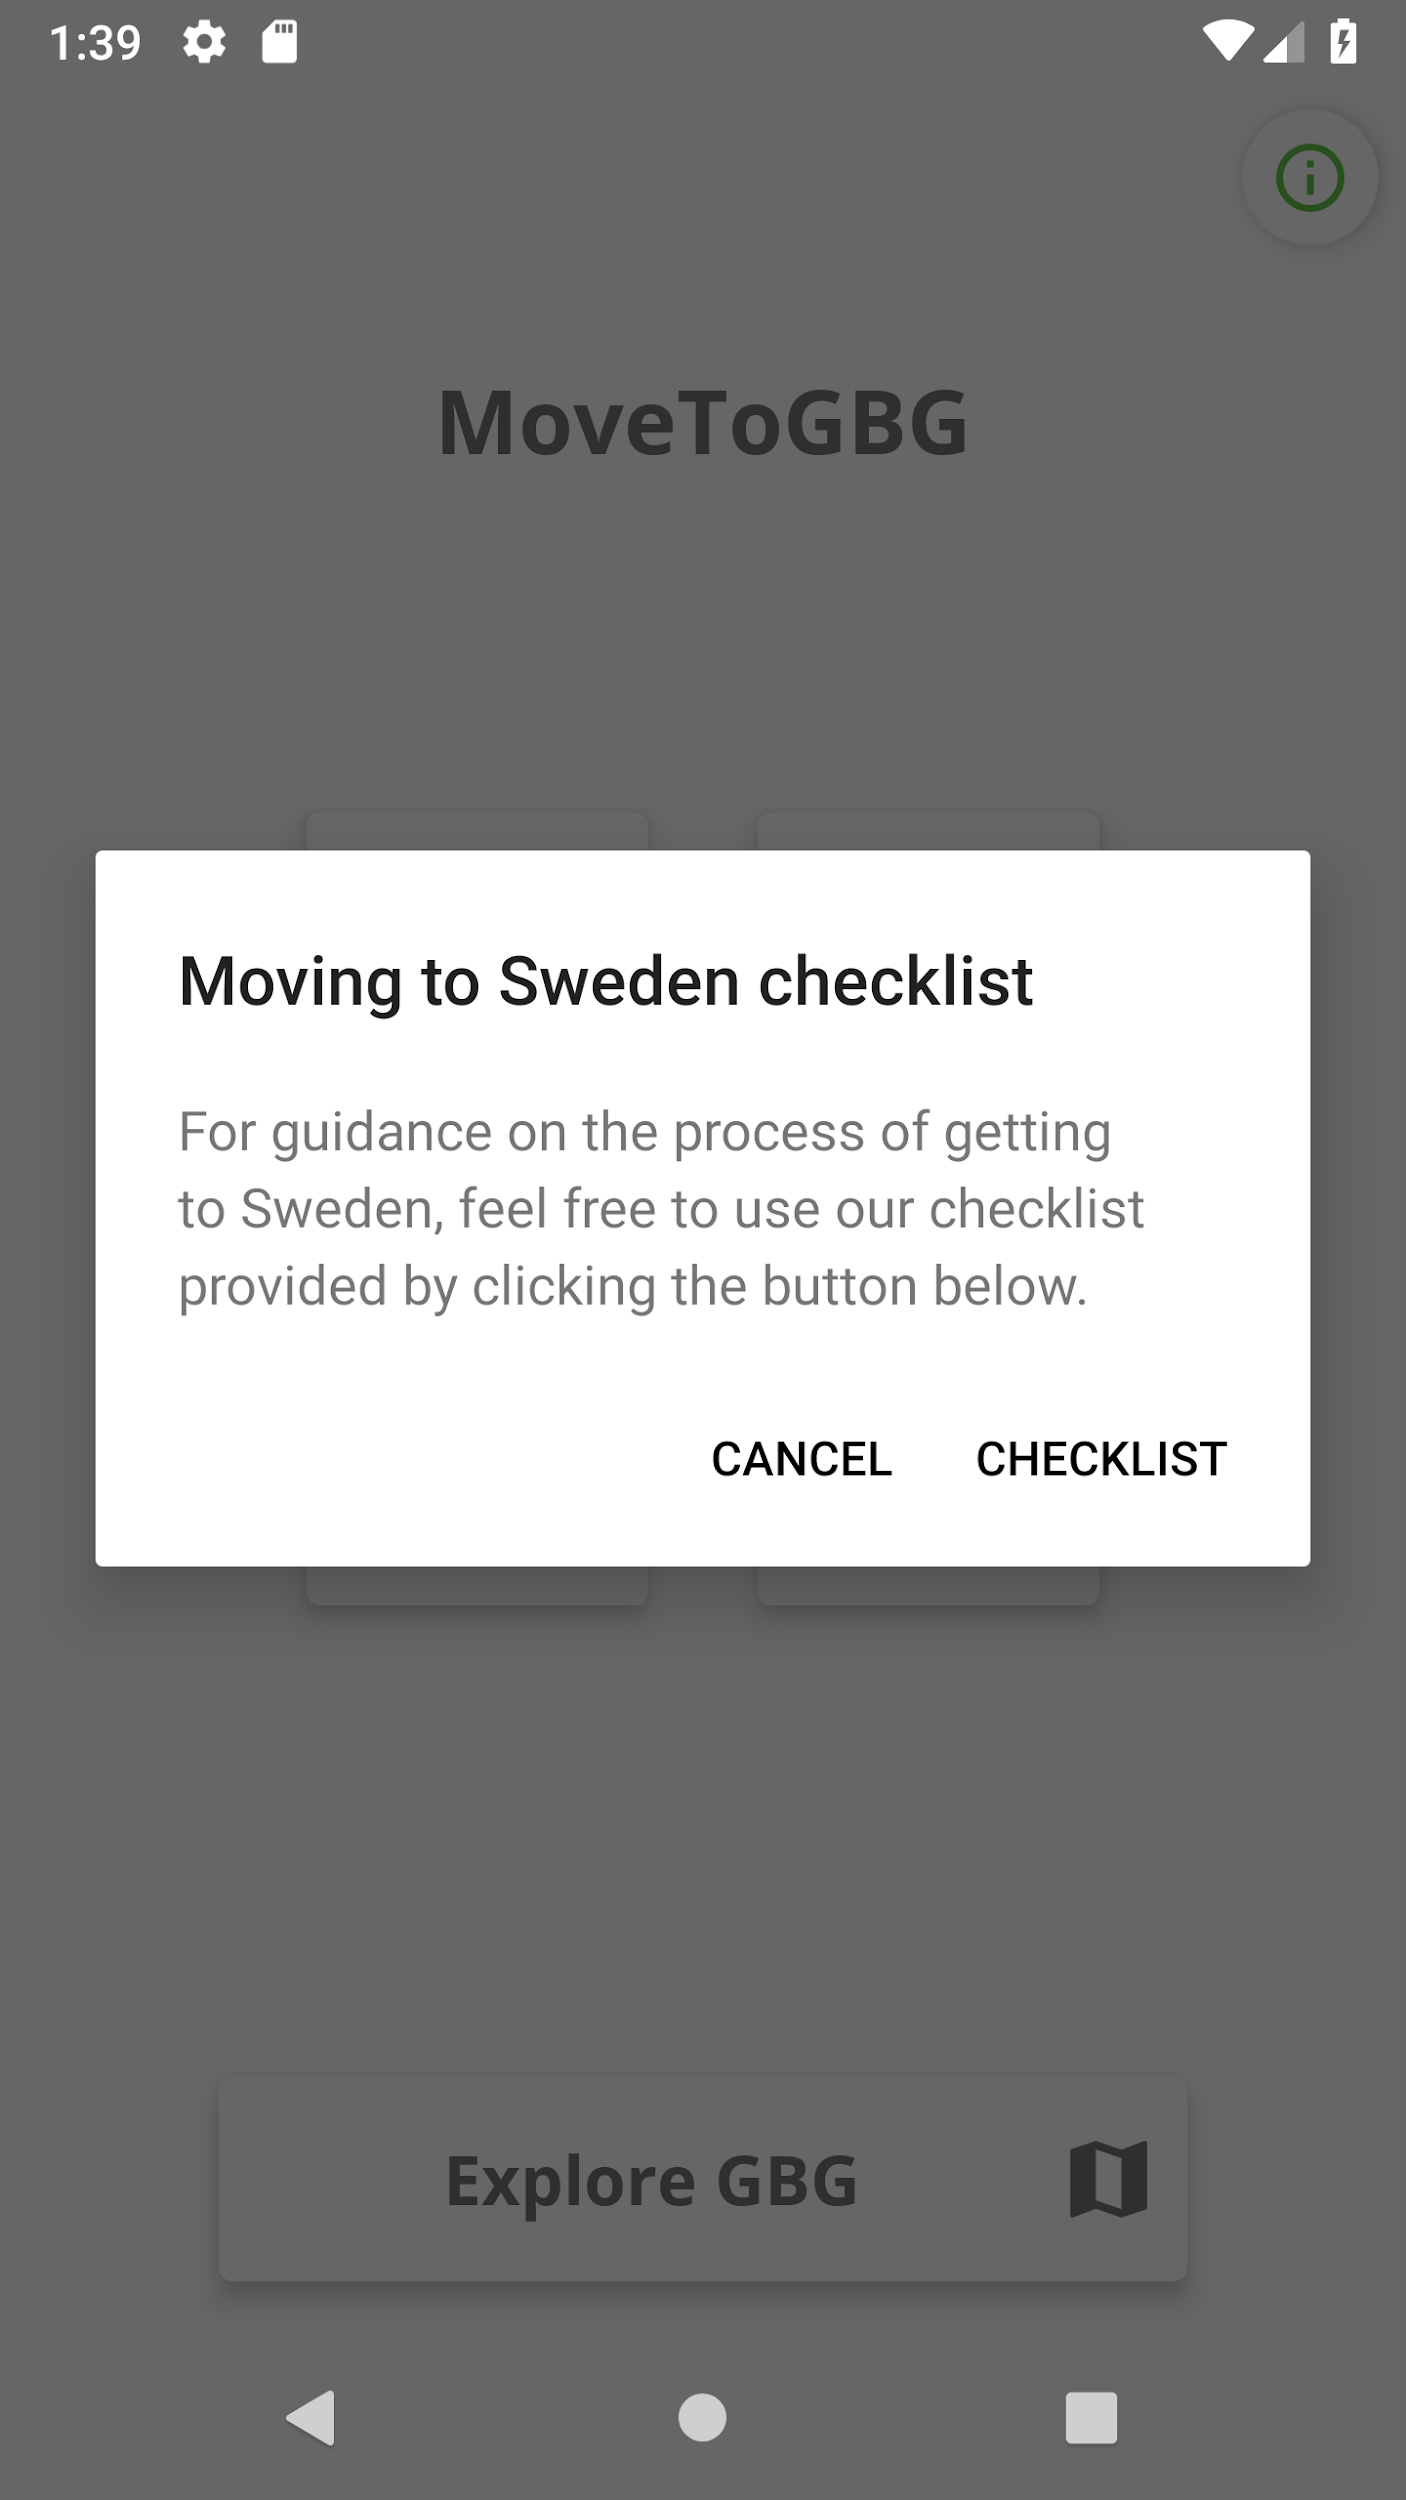 1:39
MoveToGBG
Moving to Sweden checklist
For guidance on the process of getting
to Sweden, feel free to use our checklist
provided by clicking the button below.
CANCEL CHECKLIST
Explore GBG